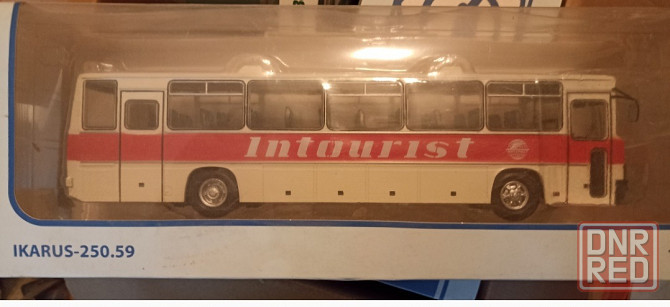 Intourist
IKARUS-250.59
DNR
RED